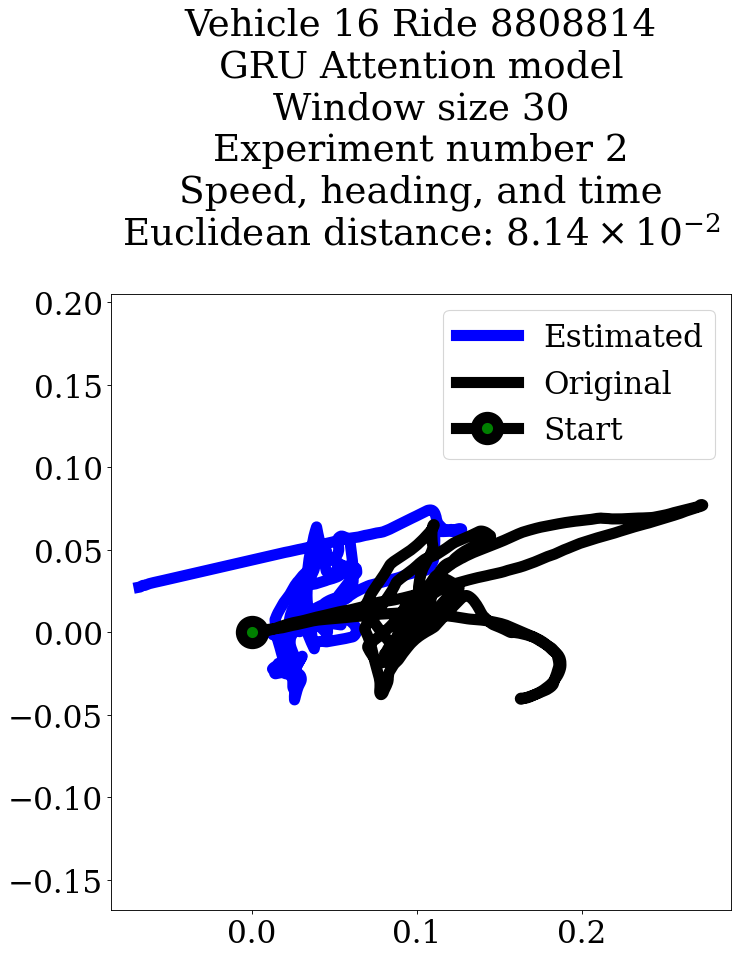 Vehicle 16 Ride 8808814
GRU Attention model
Window size 30
Experiment number 2
Speed, heading, and time
Euclidean distance: 8.14 × 10⁻²
Estimated
Original
Start
0.20
0.15
0.10
0.05
0.00
−0.05
−0.10
−0.15
0.0 0.1 0.2